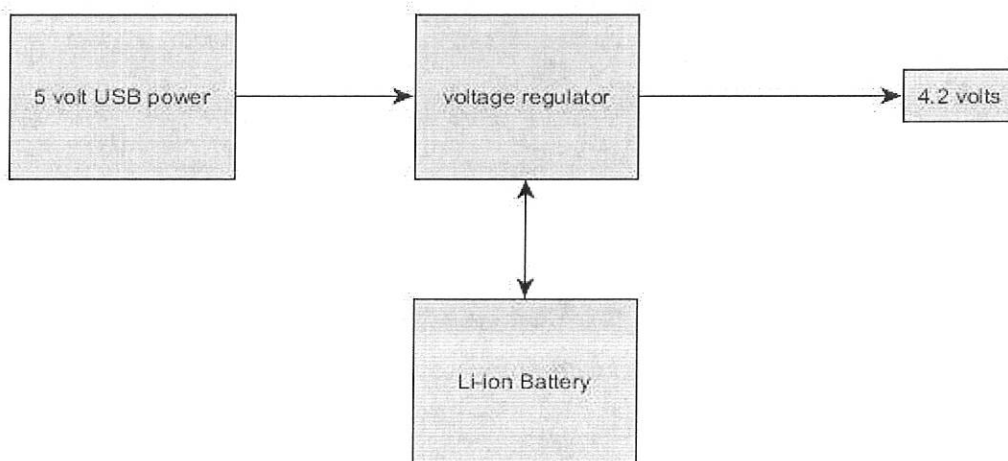 5 volt USB power
voltage regulator
4.2 volts
Li-ion Battery